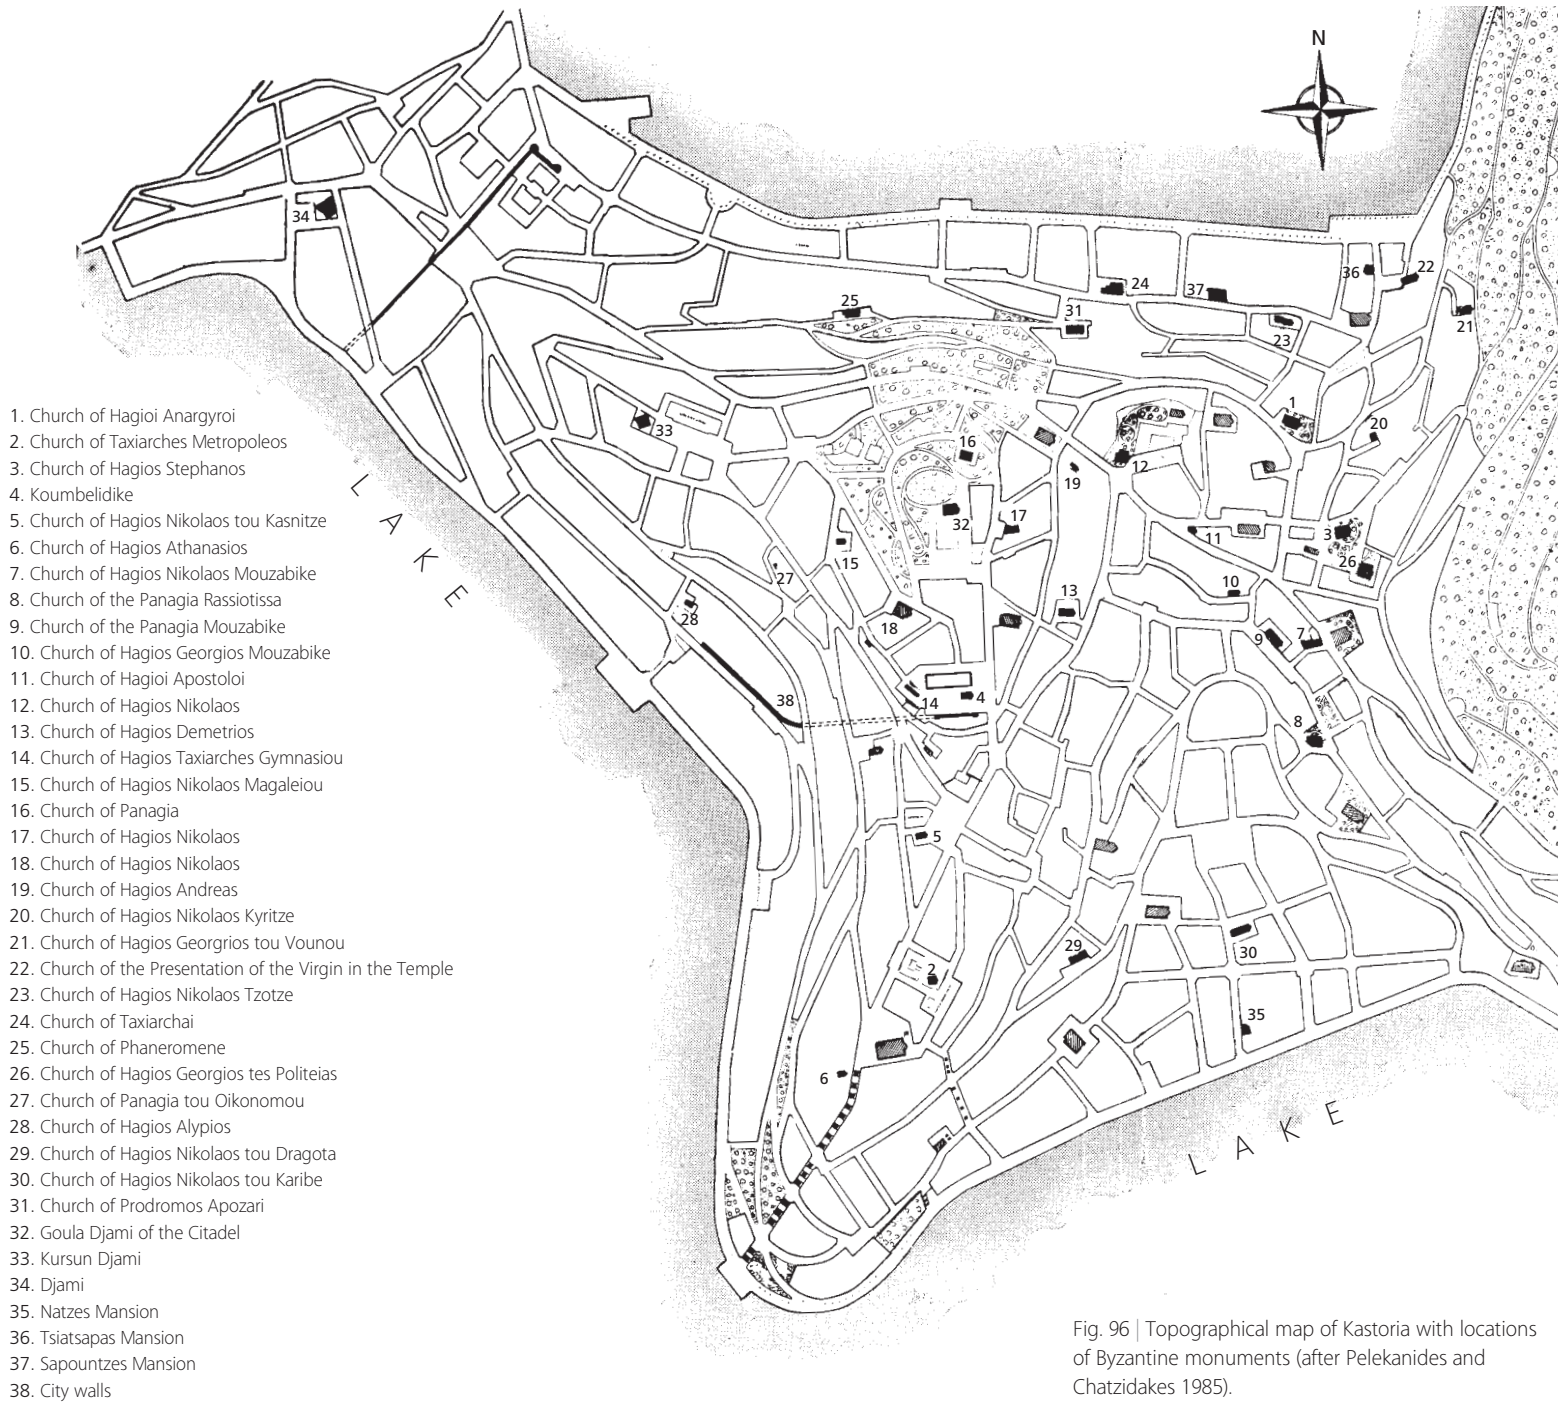 N
34
36
22
24
37
25
31
21
23
1
33
20
16
12
19
32
17
11
3
26
15
27
10
28
13
18
9
7
38
4
14
8
5
29
30
2
35
6
LAKE
LAKE
1. Church of Hagioi Anargyroi
2. Church of Taxiarches Metropoleos
3. Church of Hagios Stephanos
4. Koumbelidike
5. Church of Hagios Nikolaos tou Kasnitze
6. Church of Hagios Athanasios
7. Church of Hagios Nikolaos Mouzabike
8. Church of the Panagia Rassiotissa
9. Church of the Panagia Mouzabike
10. Church of Hagios Georgios Mouzabike
11. Church of Hagioi Apostoloi
12. Church of Hagios Nikolaos
13. Church of Hagios Demetrios
14. Church of Hagios Taxiarches Gymnasiou
15. Church of Hagios Nikolaos Magaleiou
16. Church of Panagia
17. Church of Hagios Nikolaos
18. Church of Hagios Nikolaos
19. Church of Hagios Andreas
20. Church of Hagios Nikolaos Kyritze
21. Church of Hagios Georgrios tou Vounou
22. Church of the Presentation of the Virgin in the Temple
23. Church of Hagios Nikolaos Tzotze
24. Church of Taxiarchai
25. Church of Phaneromene
26. Church of Hagios Georgios tes Politeias
27. Church of Panagia tou Oikonomou
28. Church of Hagios Alypios
29. Church of Hagios Nikolaos tou Dragota
30. Church of Hagios Nikolaos tou Karibe
31. Church of Prodromos Apozari
32. Goula Djami of the Citadel
33. Kursun Djami
34. Djami
35. Natzes Mansion
36. Tsiatsapas Mansion
37. Sapountzes Mansion
38. City walls
Fig. 96 | Topographical map of Kastoria with locations
of Byzantine monuments (after Pelekanides and
Chatzidakes 1985).